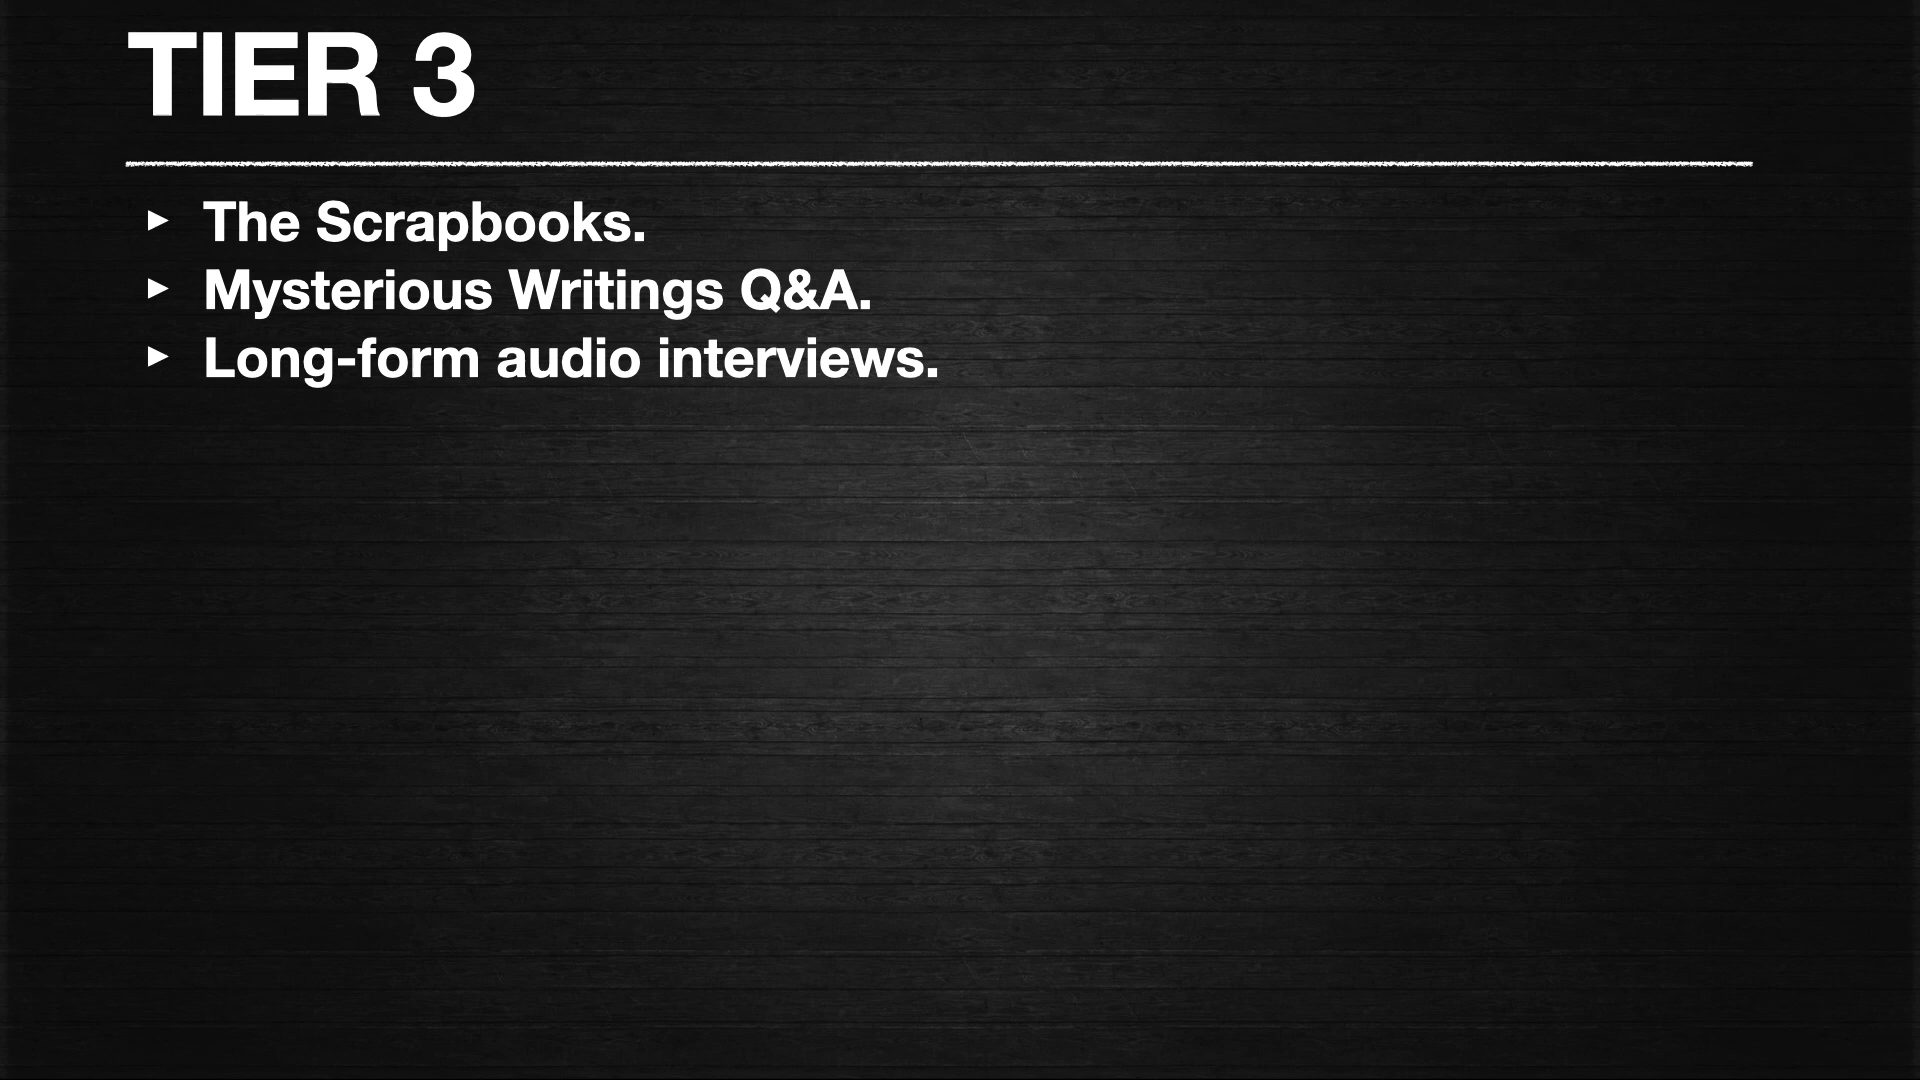 TIER 3
▸ The Scrapbooks.
▸ Mysterious Writings Q&A.
▸ Long-form audio interviews.